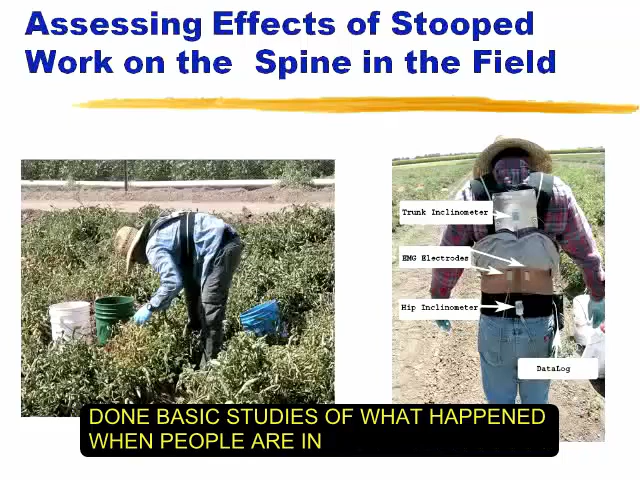 Assessing Effects of Stooped
Work on the  Spine in the Field
Trunk Inclinometer
EMG Electrodes
Hip Inclinometer
DataLog
DONE BASIC STUDIES OF WHAT HAPPENED
WHEN PEOPLE ARE IN